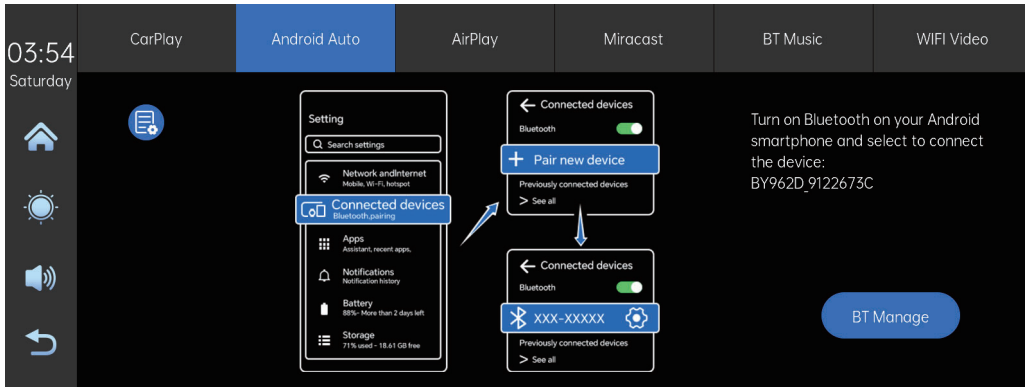 03:54
Saturday
CarPlay
Android Auto
AirPlay
Miracast
BT Music
WIFI Video
Setting
Search settings
Network andInternet
Mobile, Wi-Fi, hotspot
Connected devices
Bluetooth,pairing
Apps
Assistant, recent apps,
Notifications
Notification history
Battery
88%- More than 2 days left
Storage
71% used - 18.61 GB free
Connected devices
Bluetooth
Pair new device
Previously connected devices
> See all
Connected devices
Bluetooth
XXX-XXXXX
Previously connected devices
> See all
Turn on Bluetooth on your Android
smartphone and select to connect
the device:
BY962D_9122673C
BT Manage